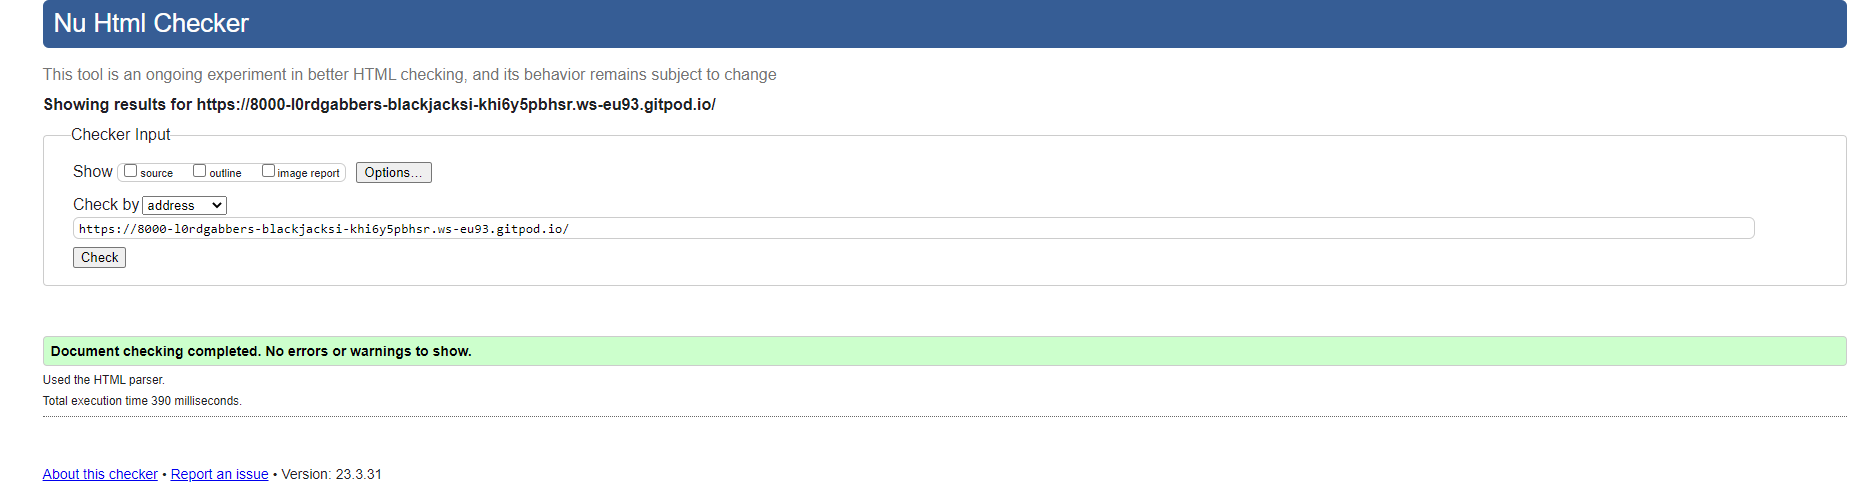 Nu Html Checker
This tool is an ongoing experiment in better HTML checking, and its behavior remains subject to change
Showing results for https://8000-l0rdgabbers-blackjacksi-khi6y5pbhsr.ws-eu93.gitpod.io/
Checker Input
Show source outline image report Options...
Check by address
https://8000-l0rdgabbers-blackjacksi-khi6y5pbhsr.ws-eu93.gitpod.io/
Check
Document checking completed. No errors or warnings to show.
Used the HTML parser.
Total execution time 390 milliseconds.
About this checker • Report an issue • Version: 23.3.31